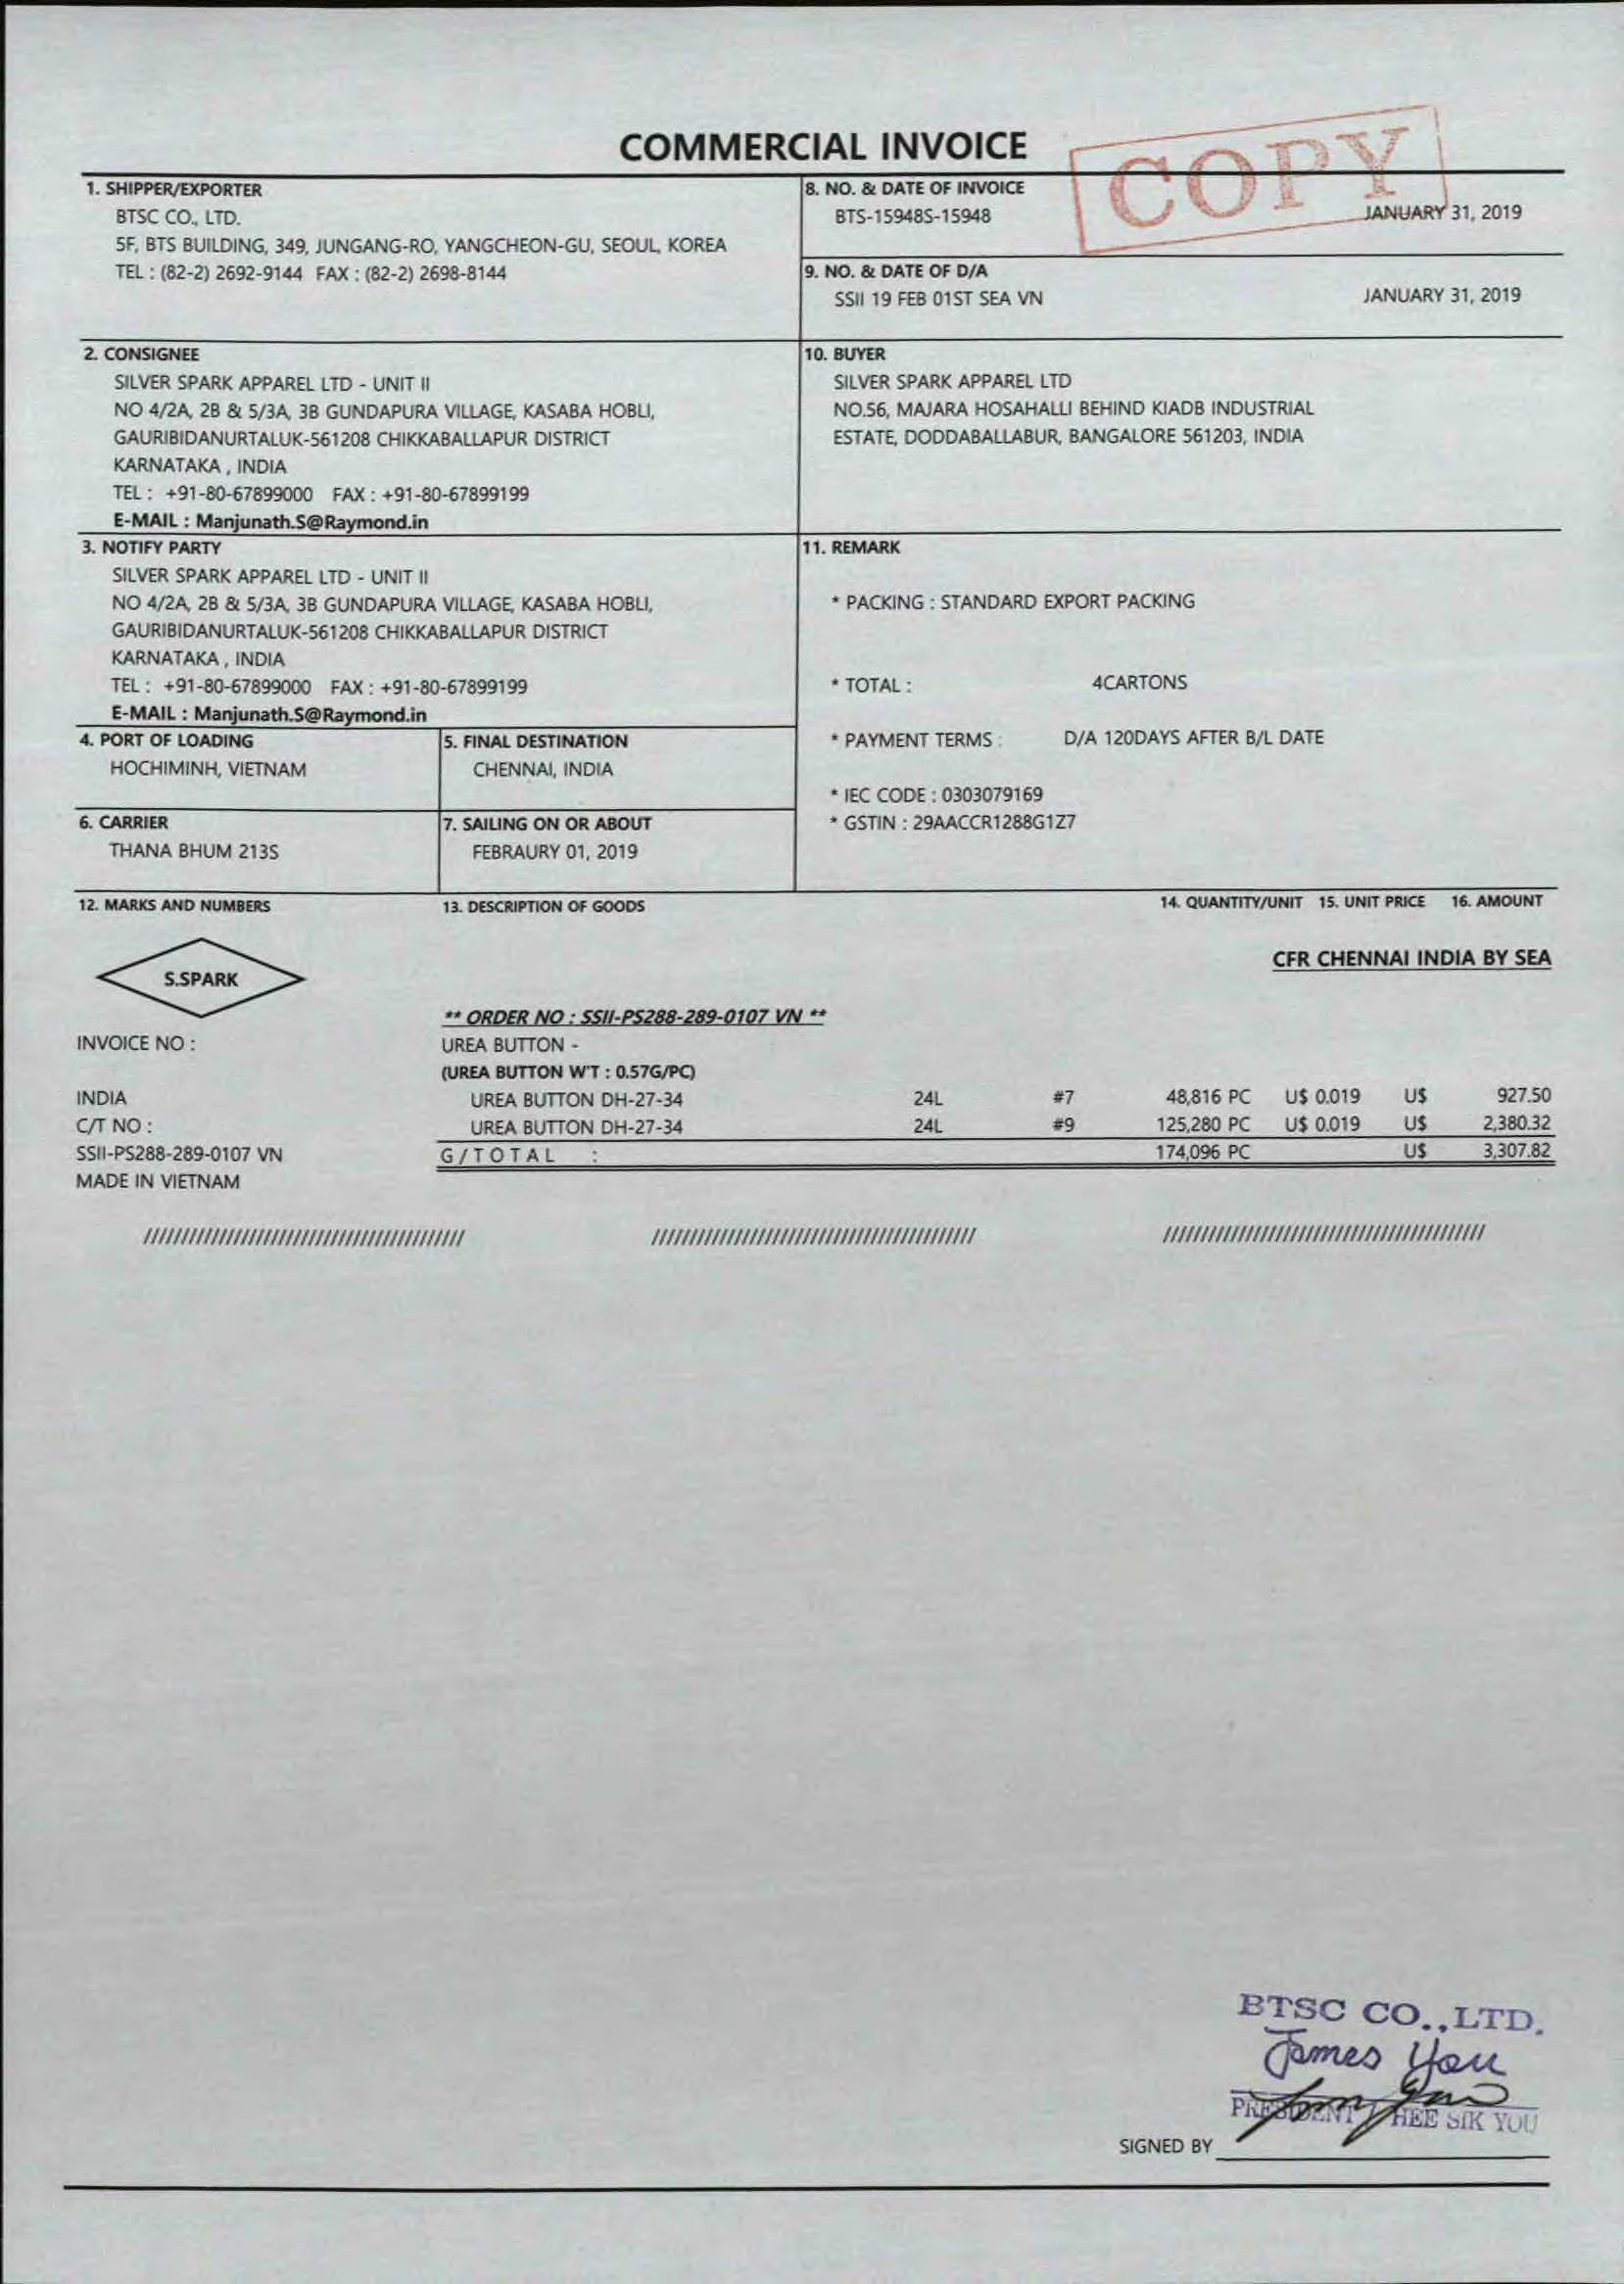 COMMERCIAL INVOICE
COPY
1. SHIPPER/EXPORTER
BTSC CO., LTD.
5F, BTS BUILDING, 349, JUNGANG-RO, YANGCHEON-GU, SEOUL, KOREA
TEL : (82-2) 2692-9144 FAX : (82-2) 2698-8144
8. NO. & DATE OF INVOICE
BTS-15948S-15948 JANUARY 31, 2019
9. NO. & DATE OF D/A
SSII 19 FEB 01ST SEA VN JANUARY 31, 2019
2. CONSIGNEE
SILVER SPARK APPAREL LTD - UNIT II
NO 4/2A, 2B & 5/3A, 3B GUNDAPURA VILLAGE, KASABA HOBLI,
GAURIBIDANURTALUK-561208 CHIKKABALLAPUR DISTRICT
KARNATAKA , INDIA
TEL : +91-80-67899000 FAX : +91-80-67899199
E-MAIL : Manjunath.S@Raymond.in
10. BUYER
SILVER SPARK APPAREL LTD
NO.56, MAJARA HOSAHALLI BEHIND KIADB INDUSTRIAL
ESTATE, DODDABALLABUR, BANGALORE 561203, INDIA
3. NOTIFY PARTY
SILVER SPARK APPAREL LTD - UNIT II
NO 4/2A, 2B & 5/3A, 3B GUNDAPURA VILLAGE, KASABA HOBLI,
GAURIBIDANURTALUK-561208 CHIKKABALLAPUR DISTRICT
KARNATAKA , INDIA
TEL : +91-80-67899000 FAX : +91-80-67899199
E-MAIL : Manjunath.S@Raymond.in
11. REMARK
* PACKING : STANDARD EXPORT PACKING
* TOTAL : 4CARTONS
* PAYMENT TERMS : D/A 120DAYS AFTER B/L DATE
* IEC CODE : 0303079169
* GSTIN : 29AACCR1288G1Z7
4. PORT OF LOADING
HOCHIMINH, VIETNAM
5. FINAL DESTINATION
CHENNAI, INDIA
6. CARRIER
THANA BHUM 213S
7. SAILING ON OR ABOUT
FEBRAURY 01, 2019
12. MARKS AND NUMBERS 13. DESCRIPTION OF GOODS 14. QUANTITY/UNIT 15. UNIT PRICE 16. AMOUNT
CFR CHENNAI INDIA BY SEA
S.SPARK
** ORDER NO : SSII-PS288-289-0107 VN **
INVOICE NO : UREA BUTTON -
(UREA BUTTON W'T : 0.57G/PC)
INDIA UREA BUTTON DH-27-34 24L #7 48,816 PC U$ 0.019 U$ 927.50
C/T NO : UREA BUTTON DH-27-34 24L #9 125,280 PC U$ 0.019 U$ 2,380.32
SSII-PS288-289-0107 VN G/TOTAL : 174,096 PC U$ 3,307.82
MADE IN VIETNAM
BTSC CO.,LTD.
James You
PRESIDENT HEE SIK YOU
SIGNED BY